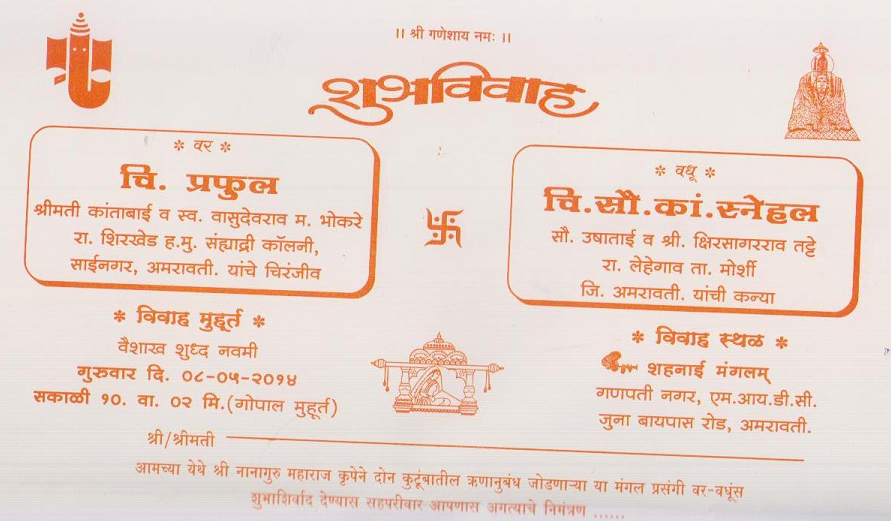 ।। श्री गणेशाय नमः ।।
शुभविवाह
* वर *
चि. प्रफुल
श्रीमती कांताबाई व स्व. वासुदेवराव म. भोकरे
रा. शिरखेड ह.मु. संह्याद्री कॉलनी,
साईनगर, अमरावती. यांचे चिरंजीव
* वधू *
चि.सौ.कां.स्नेहल
सौ. उषाताई व श्री. क्षिरसागरराव तट्टे
रा. लेहेगाव ता. मोर्शी
जि. अमरावती. यांची कन्या
* विवाह मुहूर्त *
वैशाख शुध्द नवमी
गुरुवार दि. ०८-०५-२०१४
सकाळी १०. वा. ०२ मि.(गोपाल मुहूर्त)
* विवाह स्थळ *
शहनाई मंगलम्
गणपती नगर, एम.आय.डी.सी.
जुना बायपास रोड, अमरावती.
श्री/श्रीमती
आमच्या येथे श्री नानागुरु महाराज कृपेने दोन कुटूंबातील ऋणानुबंध जोडणाऱ्या या मंगल प्रसंगी वर-वधूंस
शुभाशिर्वाद देण्यास सहपरीवार आपणास अगत्याचे निमंत्रण ......